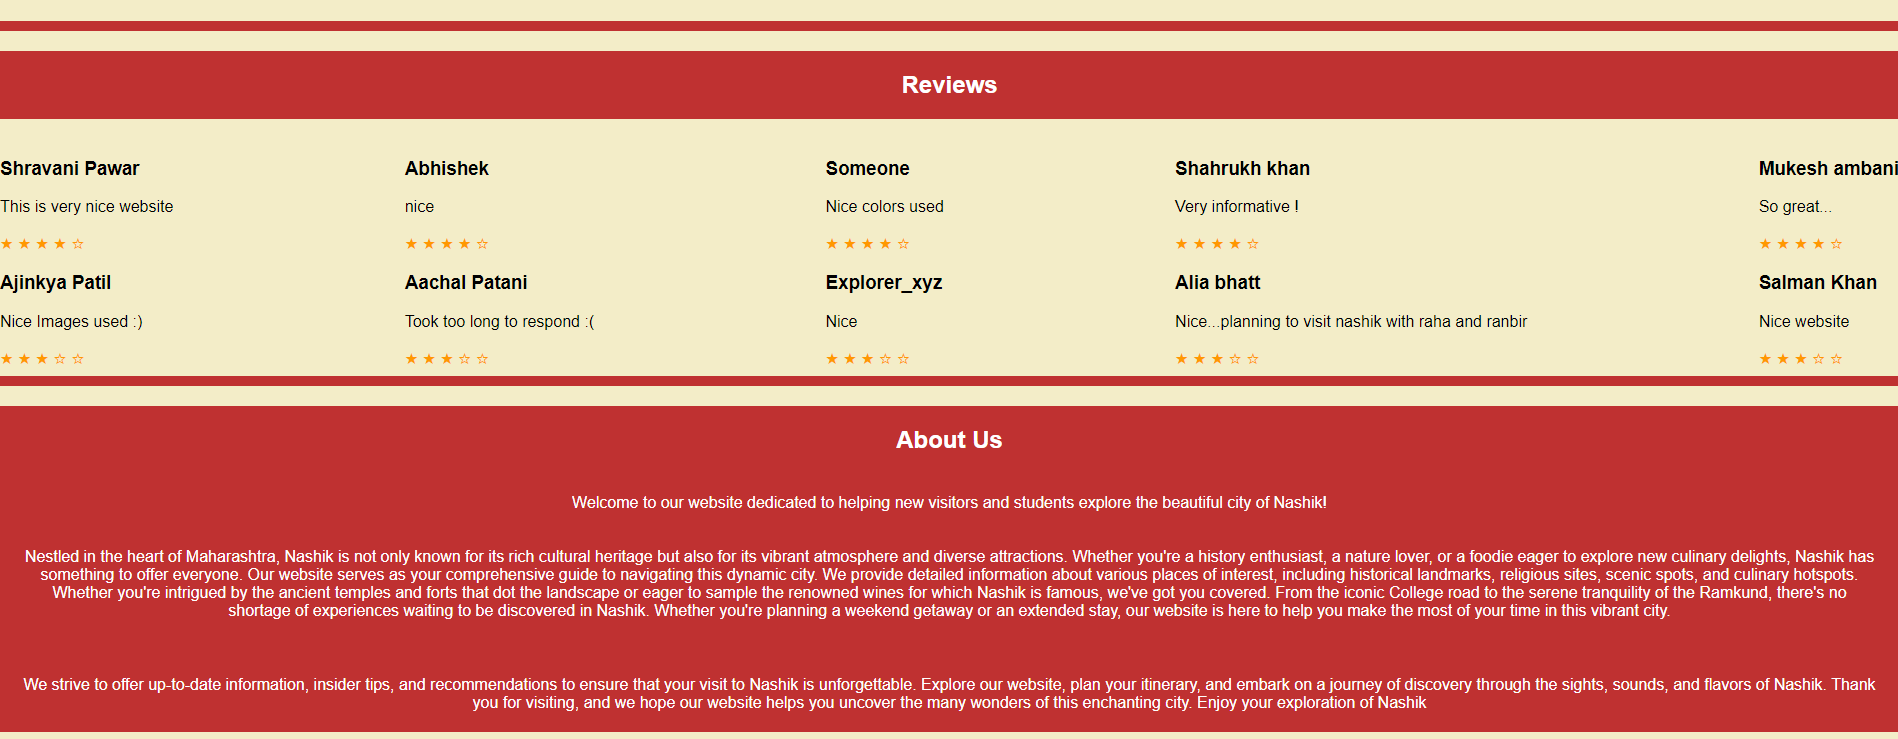 Reviews
Shravani Pawar
This is very nice website
★ ★ ★ ★ ☆
Abhishek
nice
★ ★ ★ ★ ☆
Someone
Nice colors used
★ ★ ★ ★ ☆
Shahrukh khan
Very informative !
★ ★ ★ ★ ☆
Mukesh ambani
So great...
★ ★ ★ ★ ☆
Ajinkya Patil
Nice Images used :)
★ ★ ★ ☆ ☆
Aachal Patani
Took too long to respond :(
★ ★ ★ ☆ ☆
Explorer_xyz
Nice
★ ★ ★ ☆ ☆
Alia bhatt
Nice...planning to visit nashik with raha and ranbir
★ ★ ★ ☆ ☆
Salman Khan
Nice website
★ ★ ★ ☆ ☆
About Us
Welcome to our website dedicated to helping new visitors and students explore the beautiful city of Nashik!
Nestled in the heart of Maharashtra, Nashik is not only known for its rich cultural heritage but also for its vibrant atmosphere and diverse attractions. Whether you're a history enthusiast, a nature lover, or a foodie eager to explore new culinary delights, Nashik has
something to offer everyone. Our website serves as your comprehensive guide to navigating this dynamic city. We provide detailed information about various places of interest, including historical landmarks, religious sites, scenic spots, and culinary hotspots.
Whether you're intrigued by the ancient temples and forts that dot the landscape or eager to sample the renowned wines for which Nashik is famous, we've got you covered. From the iconic College road to the serene tranquility of the Ramkund, there's no
shortage of experiences waiting to be discovered in Nashik. Whether you're planning a weekend getaway or an extended stay, our website is here to help you make the most of your time in this vibrant city.
We strive to offer up-to-date information, insider tips, and recommendations to ensure that your visit to Nashik is unforgettable. Explore our website, plan your itinerary, and embark on a journey of discovery through the sights, sounds, and flavors of Nashik. Thank
you for visiting, and we hope our website helps you uncover the many wonders of this enchanting city. Enjoy your exploration of Nashik